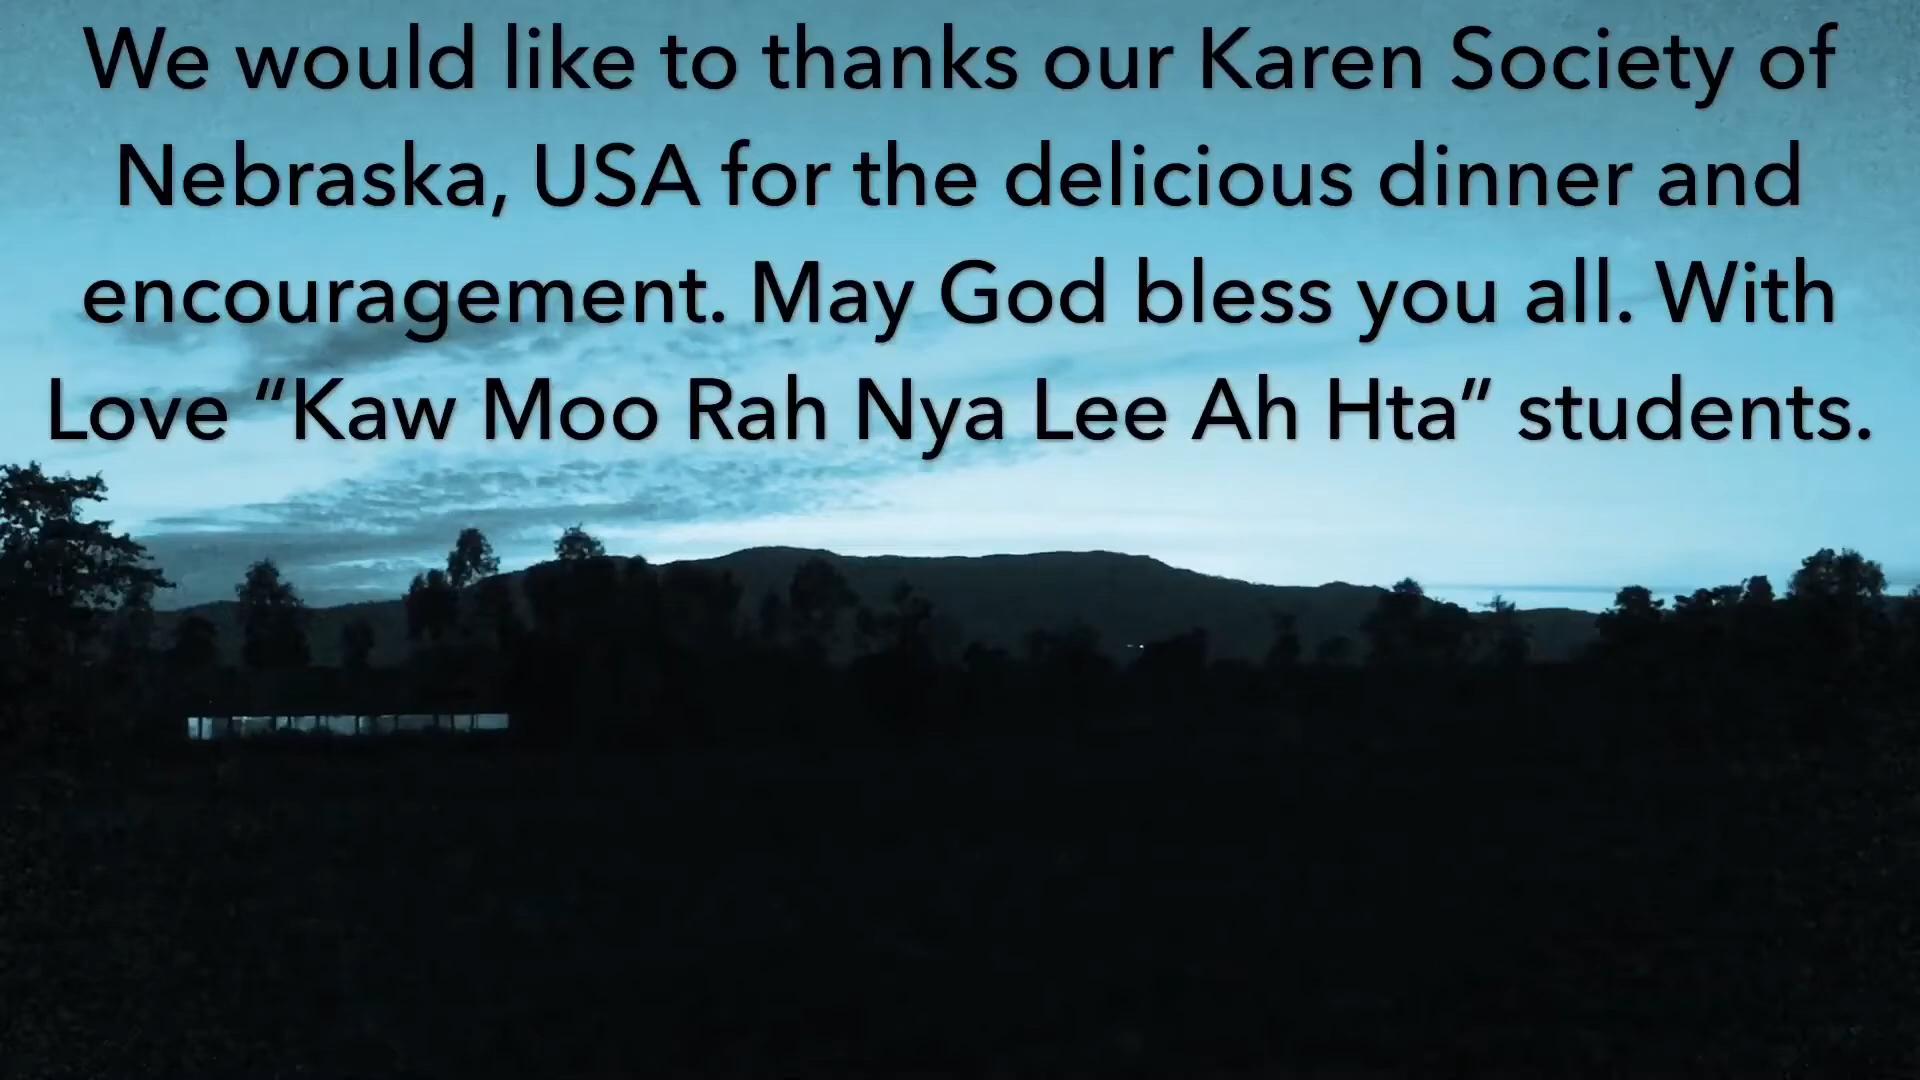 We would like to thanks our Karen Society of
Nebraska, USA for the delicious dinner and
encouragement. May God bless you all. With
Love “Kaw Moo Rah Nya Lee Ah Hta” students.